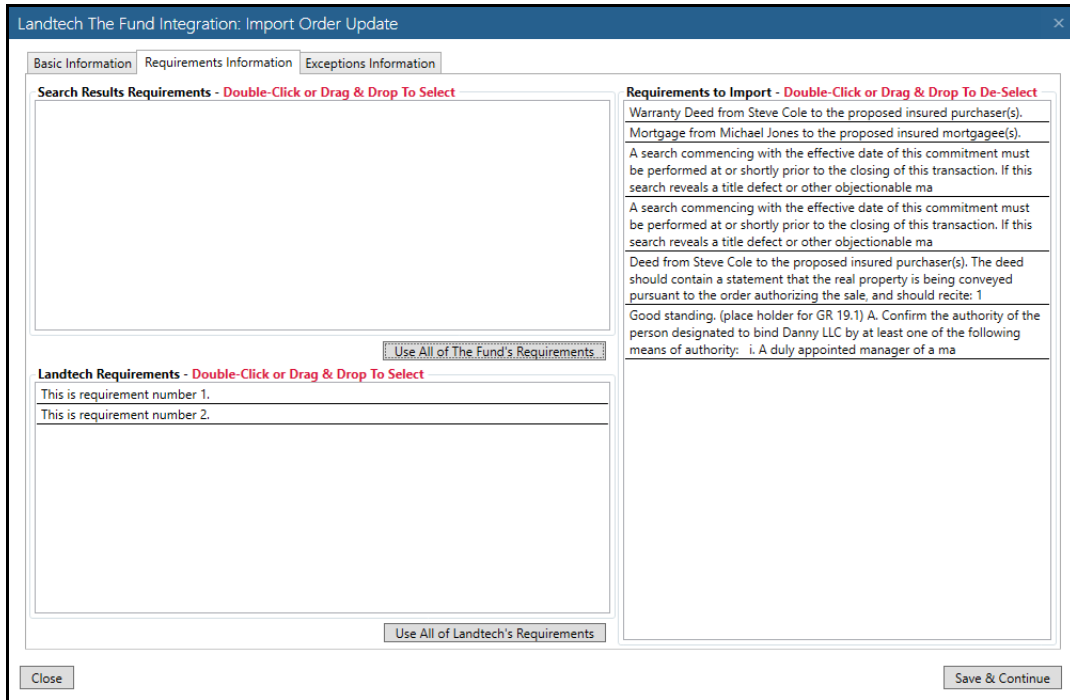 Landtech The Fund Integration: Import Order Update
Basic Information
Requirements Information
Exceptions Information
Search Results Requirements - Double-Click or Drag & Drop To Select
Use All of The Fund's Requirements
Landtech Requirements - Double-Click or Drag & Drop To Select
This is requirement number 1.
This is requirement number 2.
Use All of Landtech's Requirements
Requirements to Import - Double-Click or Drag & Drop To De-Select
Warranty Deed from Steve Cole to the proposed insured purchaser(s).
Mortgage from Michael Jones to the proposed insured mortgagee(s).
A search commencing with the effective date of this commitment must
be performed at or shortly prior to the closing of this transaction. If this
search reveals a title defect or other objectionable ma
A search commencing with the effective date of this commitment must
be performed at or shortly prior to the closing of this transaction. If this
search reveals a title defect or other objectionable ma
Deed from Steve Cole to the proposed insured purchaser(s). The deed
should contain a statement that the real property is being conveyed
pursuant to the order authorizing the sale, and should recite: 1
Good standing. (place holder for GR 19.1) A. Confirm the authority of the
person designated to bind Danny LLC by at least one of the following
means of authority:   i. A duly appointed manager of a ma
Close
Save & Continue